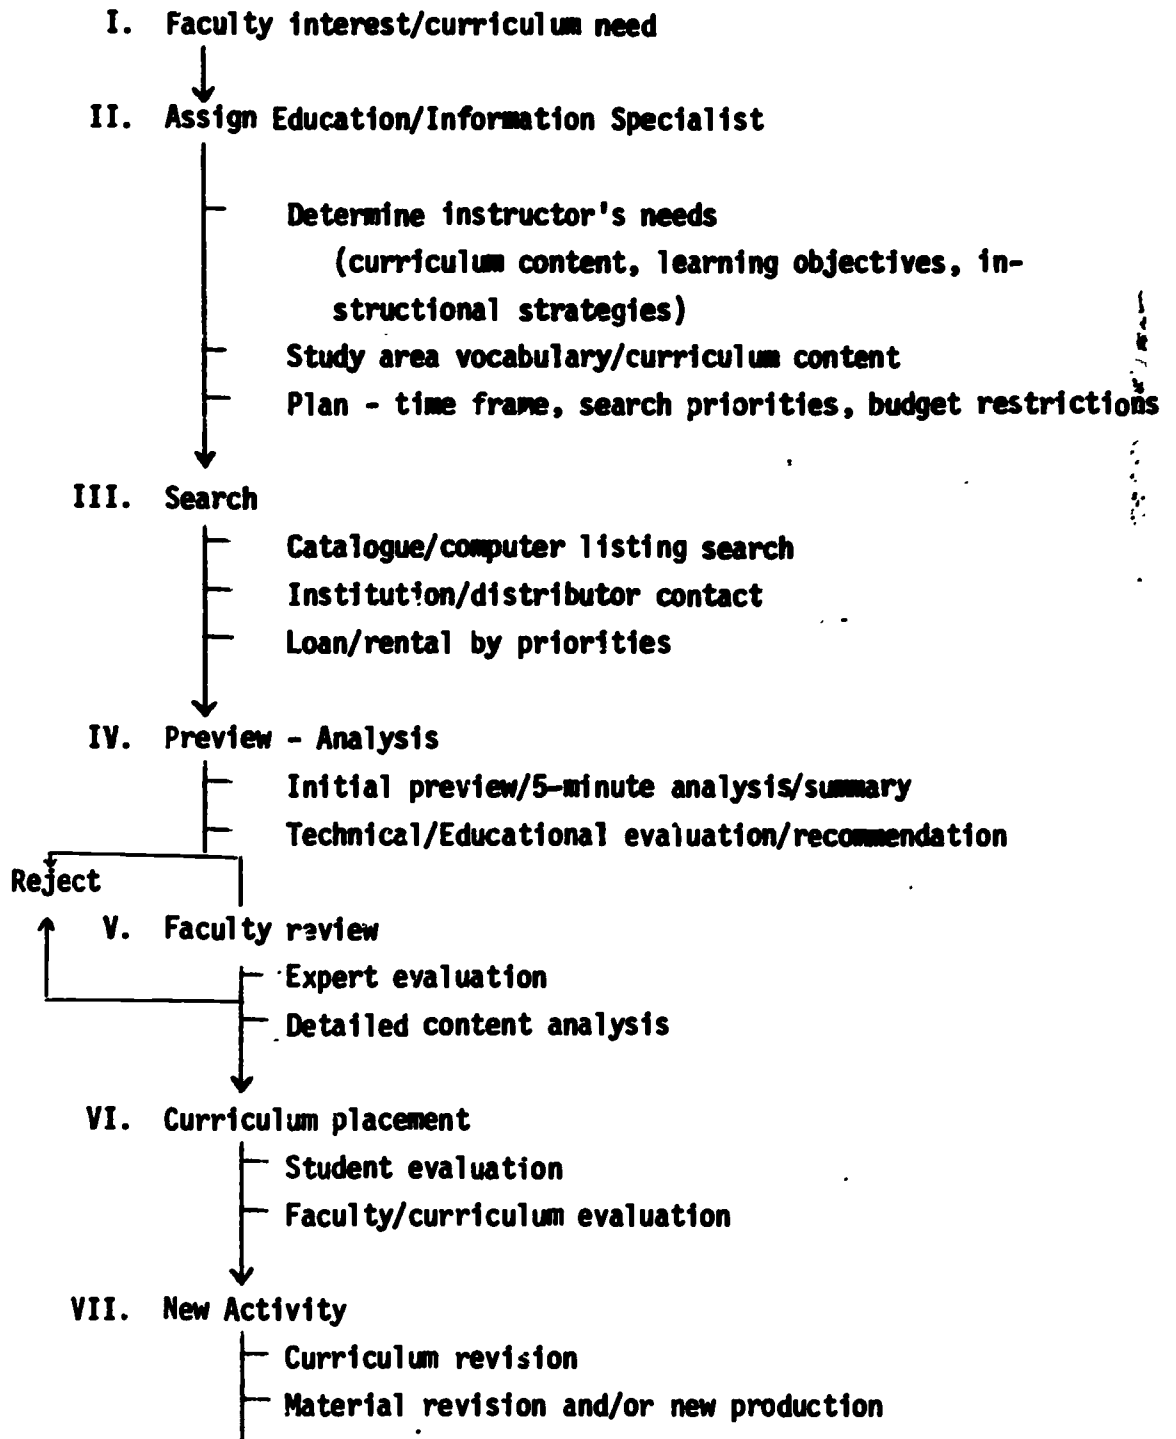 I. Faculty interest/curriculum need
II. Assign Education/Information Specialist
Determine instructor's needs
(curriculum content, learning objectives, in-
structional strategies)
Study area vocabulary/curriculum content
Plan - time frame, search priorities, budget restrictions
III. Search
Catalogue/computer listing search
Institution/distributor contact
Loan/rental by priorities
IV. Preview - Analysis
Initial preview/5-minute analysis/summary
Technical/Educational evaluation/recommendation
Reject
V. Faculty review
Expert evaluation
Detailed content analysis
VI. Curriculum placement
Student evaluation
Faculty/curriculum evaluation
VII. New Activity
Curriculum revision
Material revision and/or new production